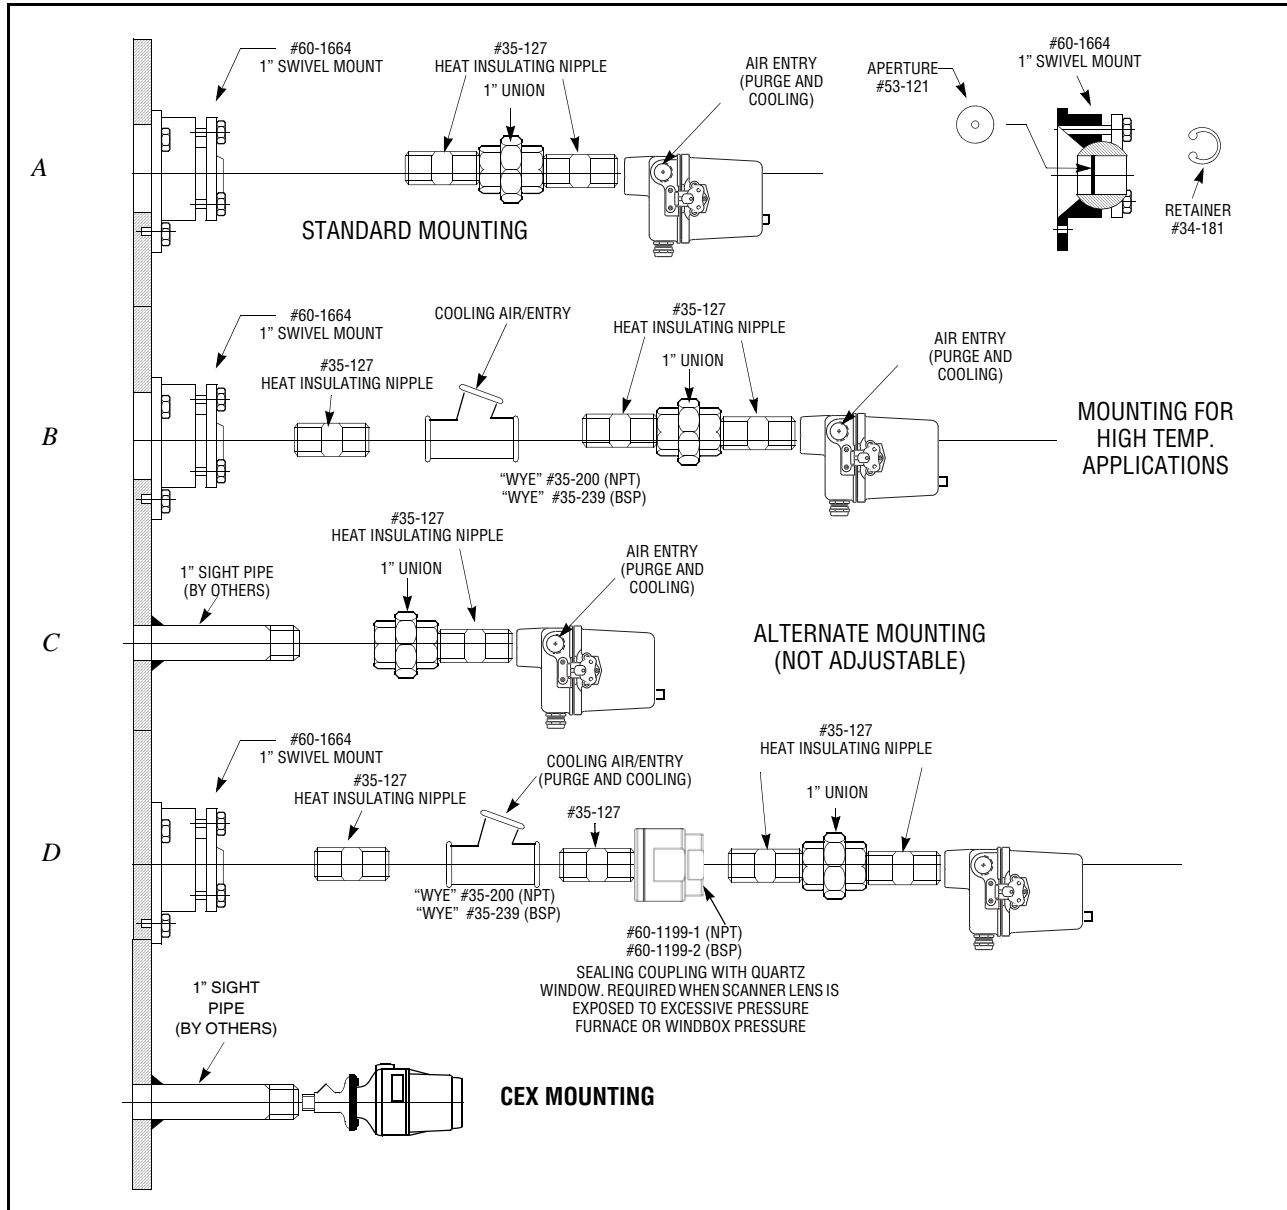 #60-1664
1” SWIVEL MOUNT
#35-127
HEAT INSULATING NIPPLE
1” UNION
AIR ENTRY
(PURGE AND
COOLING)
APERTURE
#53-121
#60-1664
1” SWIVEL MOUNT
RETAINER
#34-181
A
STANDARD MOUNTING
#60-1664
1” SWIVEL MOUNT
#35-127
HEAT INSULATING NIPPLE
COOLING AIR/ENTRY
#35-127
HEAT INSULATING NIPPLE
1” UNION
AIR ENTRY
(PURGE AND
COOLING)
B
“WYE” #35-200 (NPT)
“WYE” #35-239 (BSP)
MOUNTING FOR
HIGH TEMP.
APPLICATIONS
1” SIGHT PIPE
(BY OTHERS)
#35-127
HEAT INSULATING NIPPLE
1” UNION
AIR ENTRY
(PURGE AND
COOLING)
C
ALTERNATE MOUNTING
(NOT ADJUSTABLE)
#60-1664
1” SWIVEL MOUNT
#35-127
HEAT INSULATING NIPPLE
COOLING AIR/ENTRY
(PURGE AND COOLING)
#35-127
#35-127
HEAT INSULATING NIPPLE
1” UNION
D
“WYE” #35-200 (NPT)
“WYE” #35-239 (BSP)
#60-1199-1 (NPT)
#60-1199-2 (BSP)
SEALING COUPLING WITH QUARTZ
WINDOW. REQUIRED WHEN SCANNER LENS IS
EXPOSED TO EXCESSIVE PRESSURE
FURNACE OR WINDBOX PRESSURE
1” SIGHT
PIPE
(BY OTHERS)
CEX MOUNTING